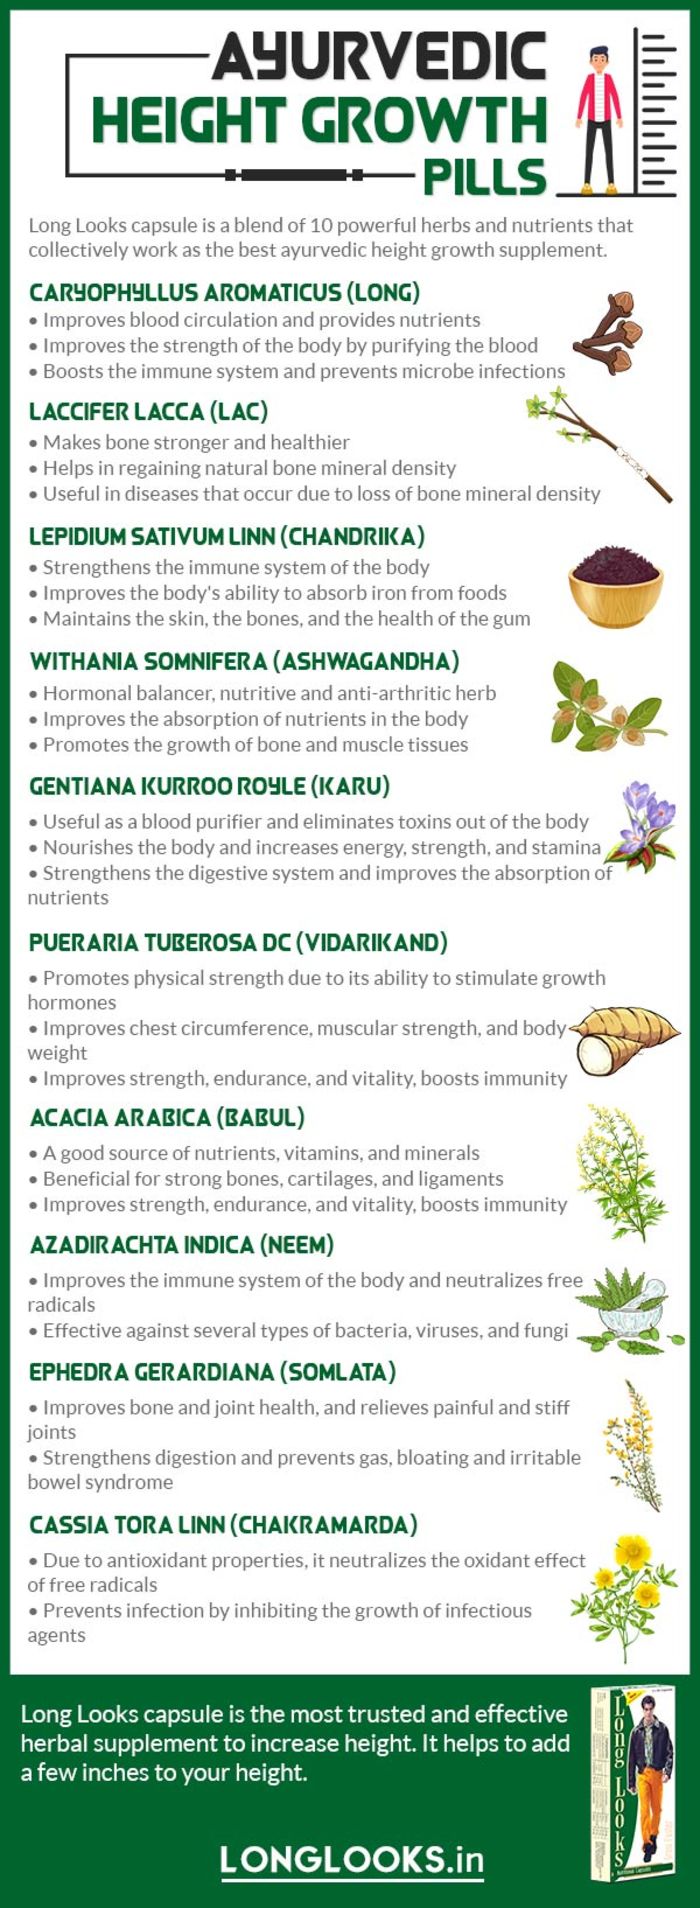 AYURVEDIC
HEIGHT GROWTH
PILLS
Long Looks capsule is a blend of 10 powerful herbs and nutrients that
collectively work as the best ayurvedic height growth supplement.
CARYOPHYLLUS AROMATICUS (LONG)
• Improves blood circulation and provides nutrients
• Improves the strength of the body by purifying the blood
• Boosts the immune system and prevents microbe infections
LACCIFER LACCA (LAC)
• Makes bone stronger and healthier
• Helps in regaining natural bone mineral density
• Useful in diseases that occur due to loss of bone mineral density
LEPIDIUM SATIVUM LINN (CHANDRIKA)
• Strengthens the immune system of the body
• Improves the body's ability to absorb iron from foods
• Maintains the skin, the bones, and the health of the gum
WITHANIA SOMNIFERA (ASHWAGANDHA)
• Hormonal balancer, nutritive and anti-arthritic herb
• Improves the absorption of nutrients in the body
• Promotes the growth of bone and muscle tissues
GENTIANA KURROO ROYLE (KARU)
• Useful as a blood purifier and eliminates toxins out of the body
• Nourishes the body and increases energy, strength, and stamina
• Strengthens the digestive system and improves the absorption of
nutrients
PUERARIA TUBEROSA DC (VIDARIKAND)
• Promotes physical strength due to its ability to stimulate growth
hormones
• Improves chest circumference, muscular strength, and body
weight
• Improves strength, endurance, and vitality, boosts immunity
ACACIA ARABICA (BABUL)
• A good source of nutrients, vitamins, and minerals
• Beneficial for strong bones, cartilages, and ligaments
• Improves strength, endurance, and vitality, boosts immunity
AZADIRACHTA INDICA (NEEM)
• Improves the immune system of the body and neutralizes free
radicals
• Effective against several types of bacteria, viruses, and fungi
EPHEDRA GERARDIANA (SOMLATA)
• Improves bone and joint health, and relieves painful and stiff
joints
• Strengthens digestion and prevents gas, bloating and irritable
bowel syndrome
CASSIA TORA LINN (CHAKRAMARDA)
• Due to antioxidant properties, it neutralizes the oxidant effect
of free radicals
• Prevents infection by inhibiting the growth of infectious
agents
Long Looks capsule is the most trusted and effective
herbal supplement to increase height. It helps to add
a few inches to your height.
Long Looks
LONGLOOKS.in